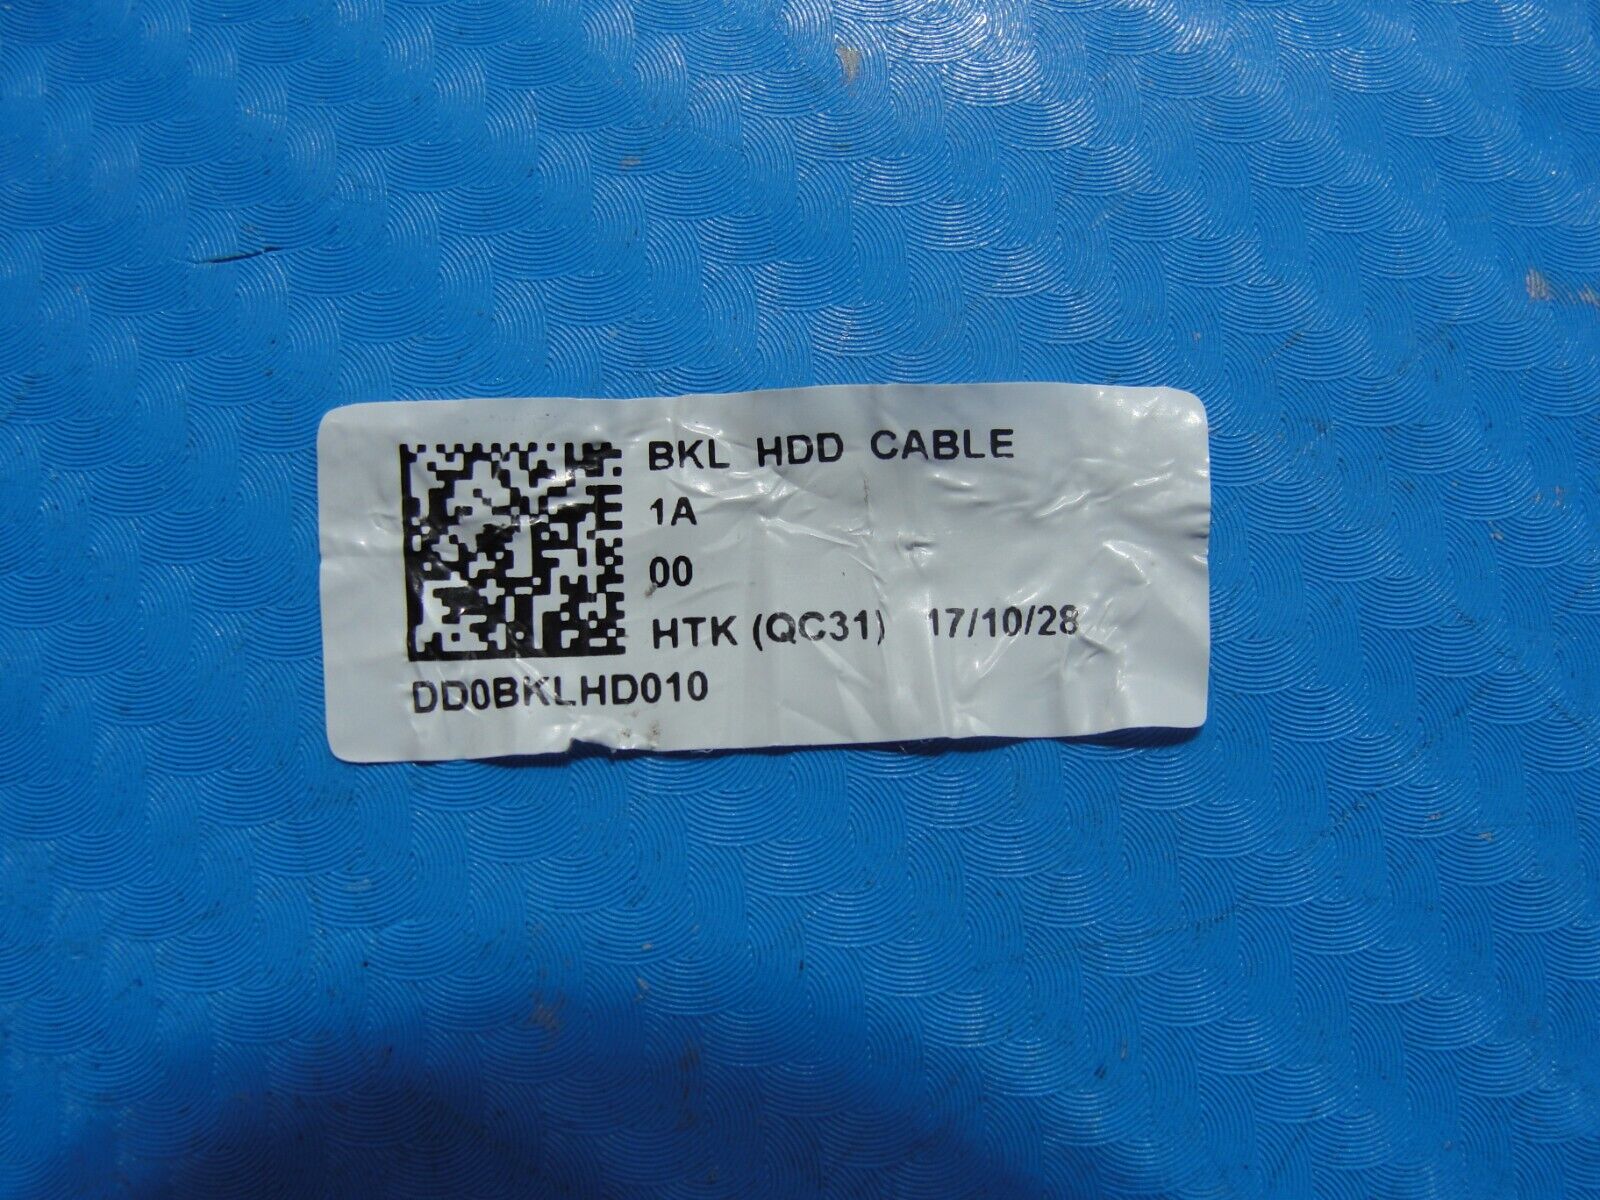 BKL HDD CABLE
1A
00
HTK (QC31) 17/10/28
DD0BKLHD010